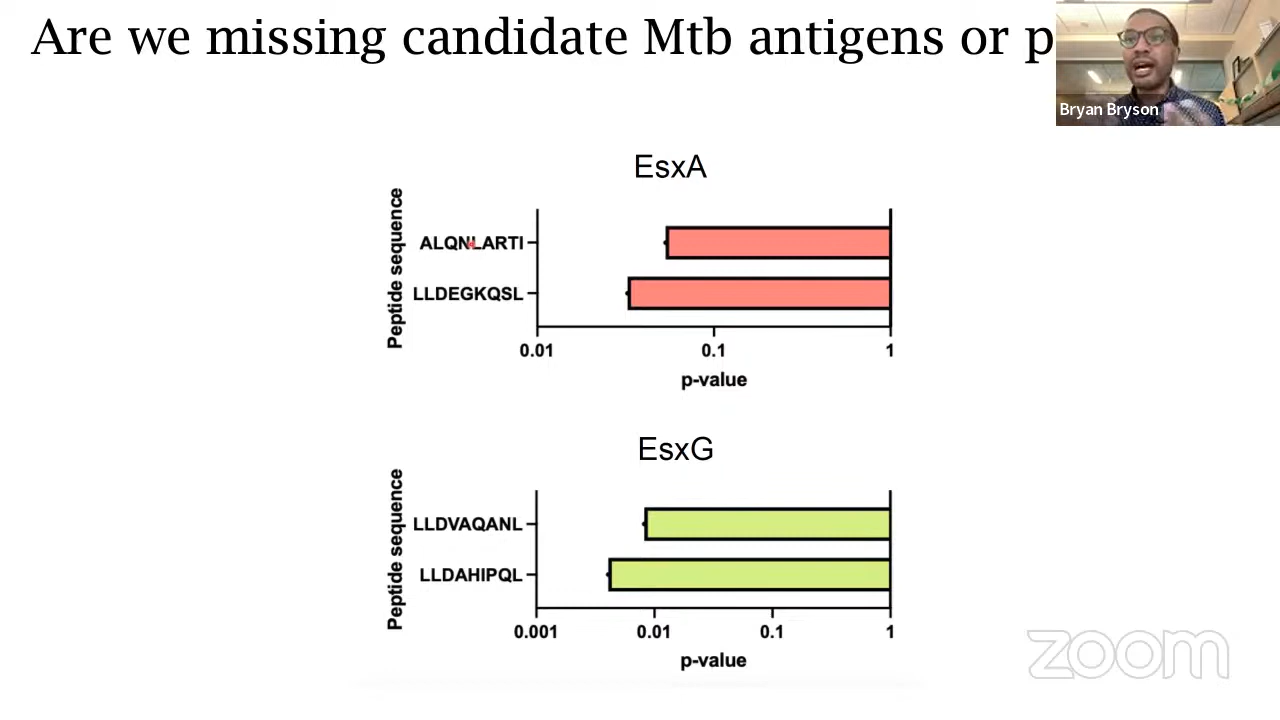 Are we missing candidate Mtb antigens or p
Bryan Bryson
EsxA
Peptide sequence
ALQNLARTI
LLDEGKQSL
0.01 0.1 1
p-value
EsxG
Peptide sequence
LLDVAQANL
LLDAHIPQL
0.001 0.01 0.1 1
p-value
zoom